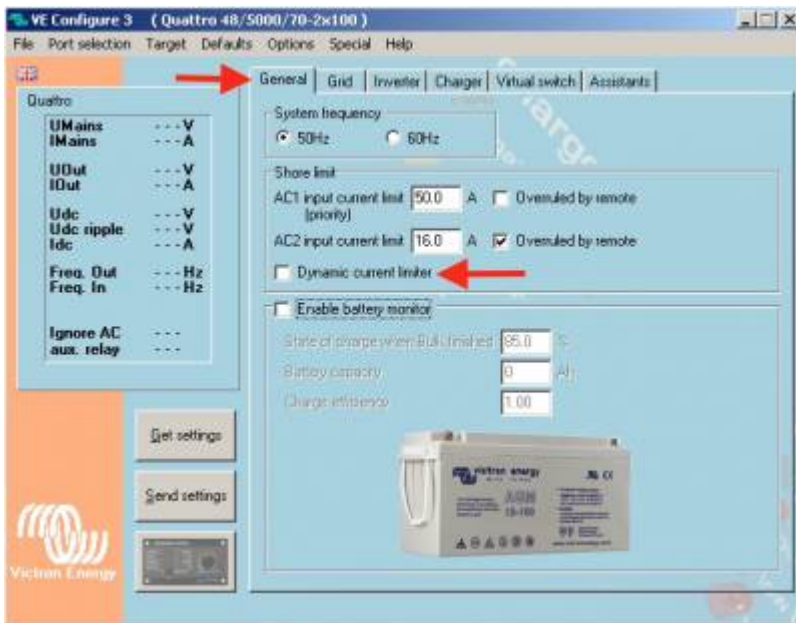 VE Configure 3 ( Quattro 48/5000/70-2x100 )
File Port selection Target Defaults Options Special Help
General Grid Inverter Charger Virtual switch Assistants
Quattro
UMains - - - V
IMains - - - A
UOut - - - V
IOut - - - A
Udc - - - V
Udc ripple - - - V
Idc - - - A
Freq. Out - - - Hz
Freq. In - - - Hz
Ignore AC - - -
aux. relay - - -
Get settings
Send settings
Victron Energy
System frequency
50Hz 60Hz
Shore limit
AC1 input current limit 50.0 A Overruled by remote
(priority)
AC2 input current limit 16.0 A Overruled by remote
Dynamic current limiter
Enable battery monitor
State of charge when Bulk finished 85.0 %
Battery capacity 0 Ah
Charge efficiency 1.00
victron energy
AGM